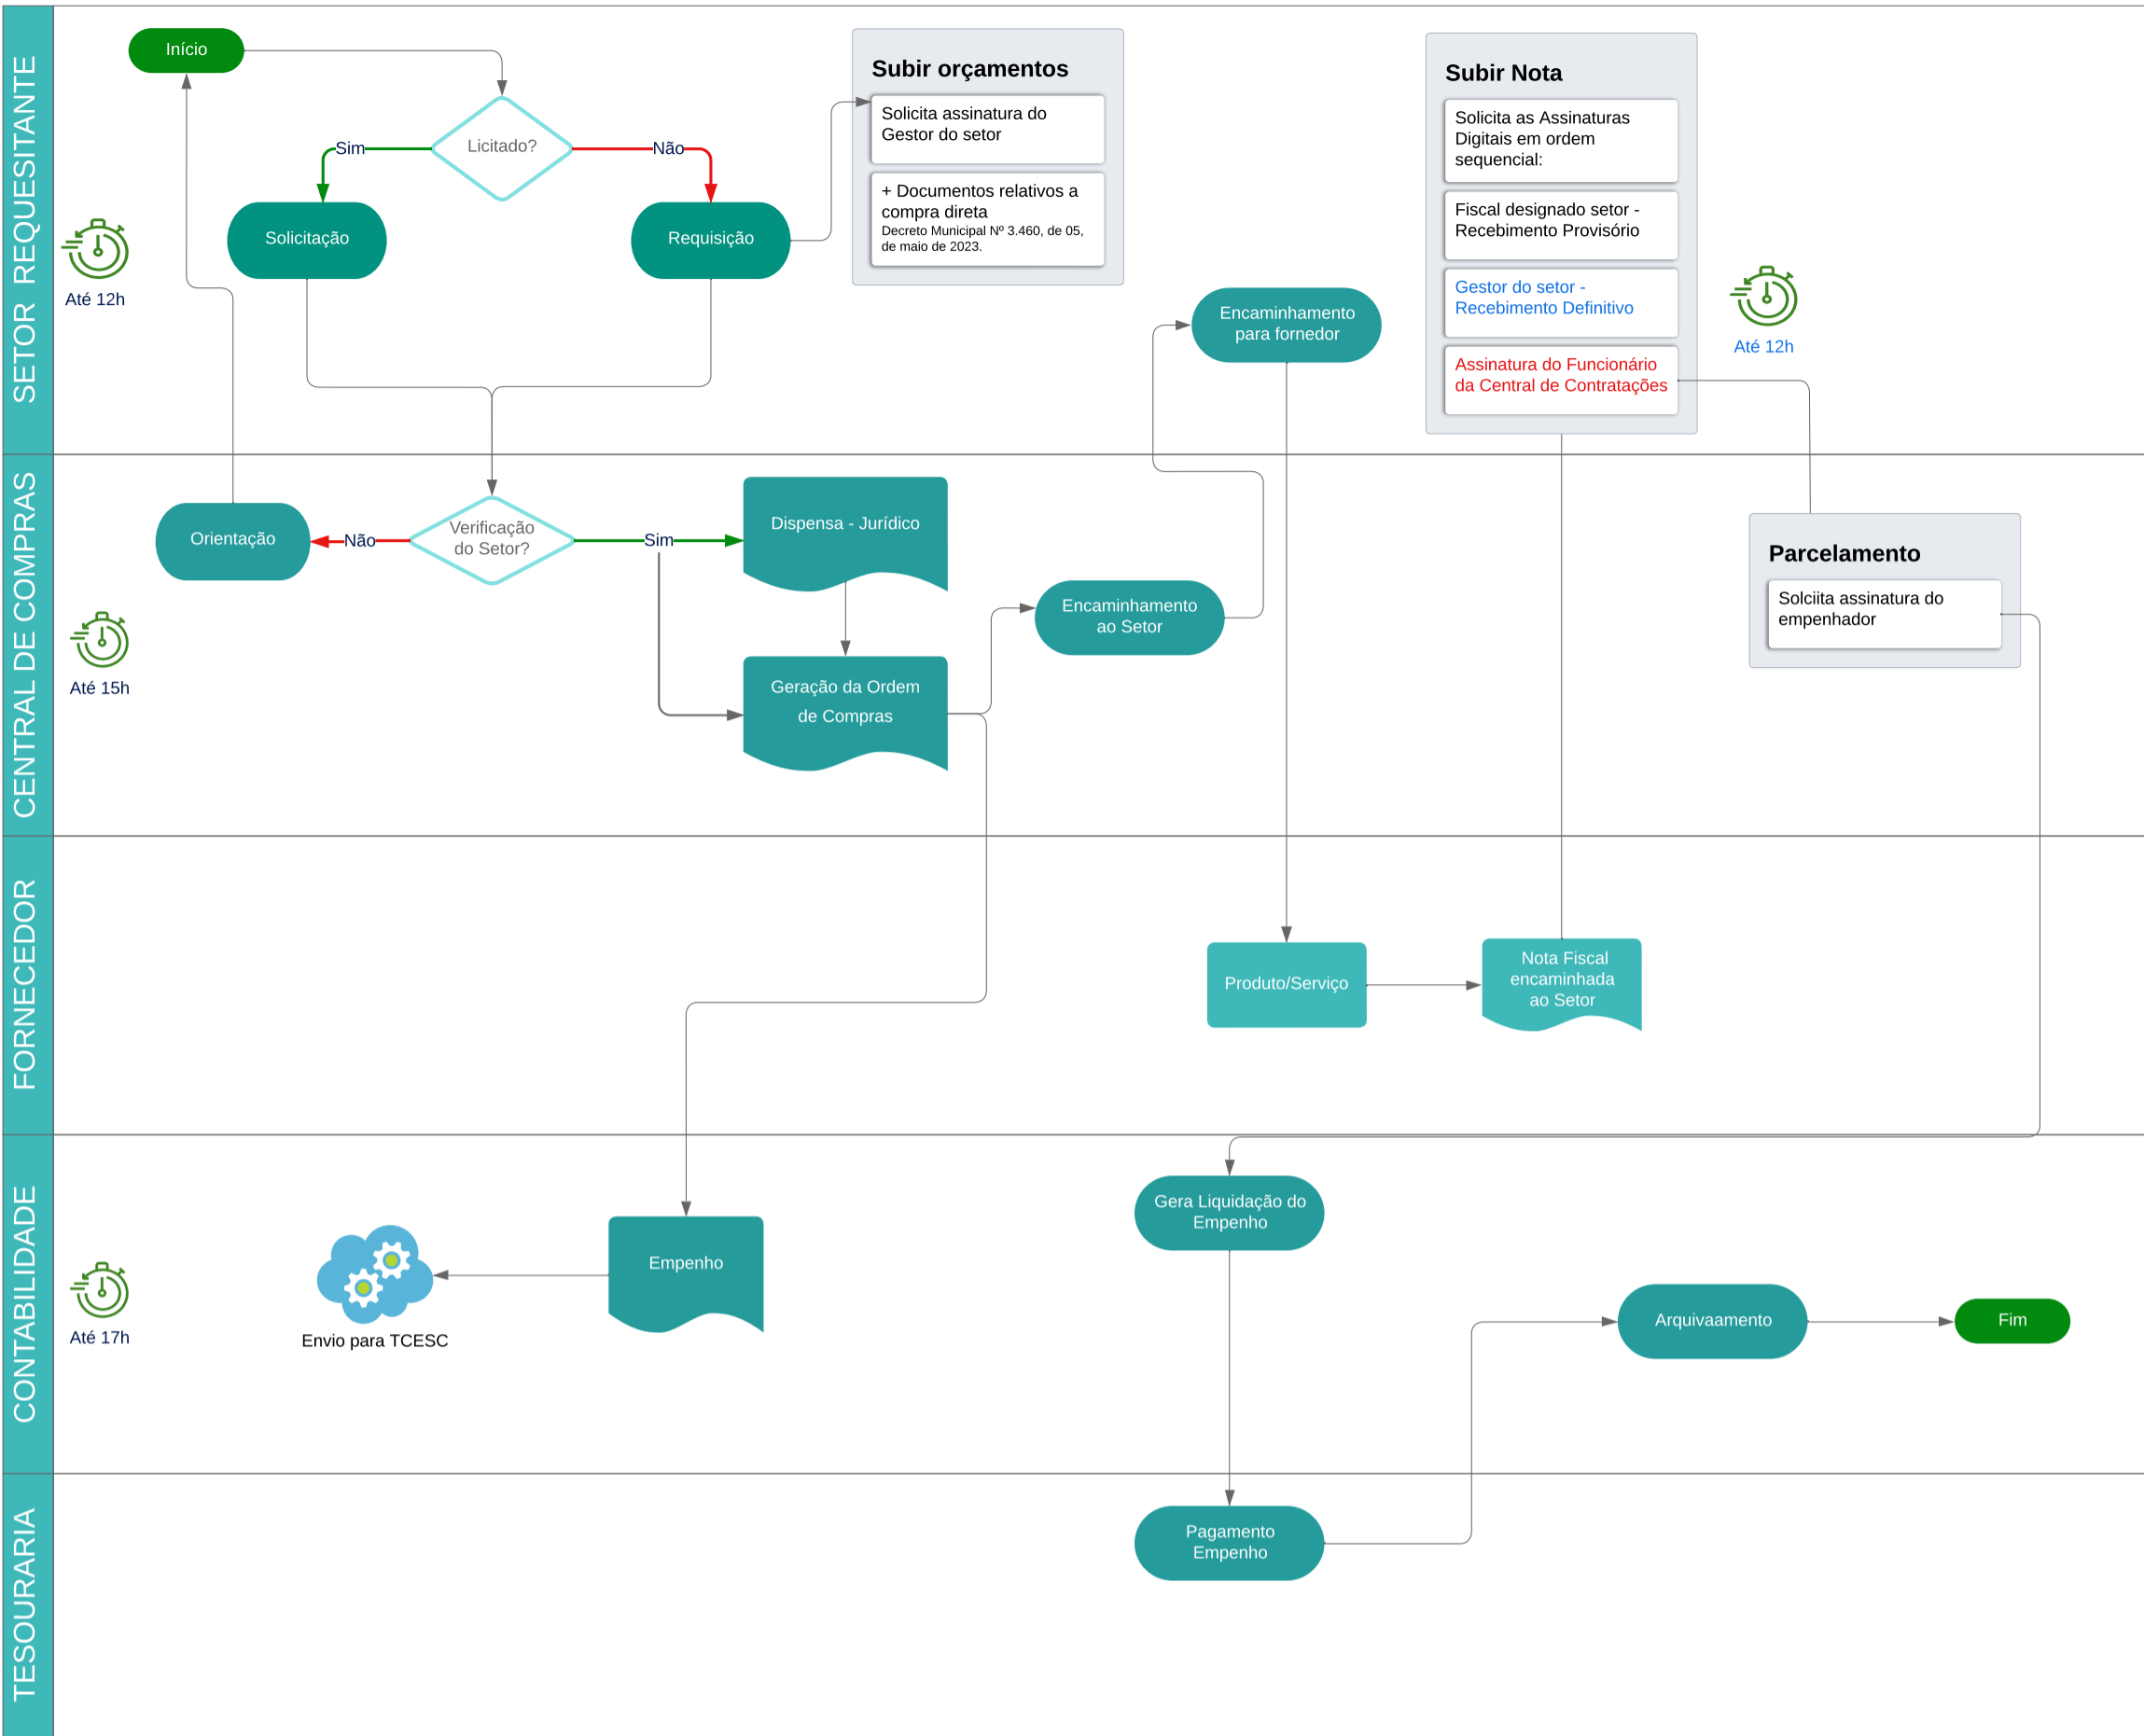 SETOR REQUESITANTE
Início
Licitado?
Sim
Não
Solicitação
Requisição
Até 12h
Subir orçamentos
Solicita assinatura do
Gestor do setor
+ Documentos relativos a
compra direta
Decreto Municipal Nº 3.460, de 05,
de maio de 2023.
Encaminhamento
para fornedor
Subir Nota
Solicita as Assinaturas
Digitais em ordem
sequencial:
Fiscal designado setor -
Recebimento Provisório
Gestor do setor -
Recebimento Definitivo
Assinatura do Funcionário
da Central de Contratações
Até 12h
CENTRAL DE COMPRAS
Orientação
Não
Verificação
do Setor?
Sim
Dispensa - Jurídico
Encaminhamento
ao Setor
Geração da Ordem
de Compras
Até 15h
Parcelamento
Solciita assinatura do
empenhador
FORNECEDOR
Produto/Serviço
Nota Fiscal
encaminhada
ao Setor
CONTABILIDADE
Até 17h
Envio para TCESC
Empenho
Gera Liquidação do
Empenho
Arquivaamento
Fim
TESOURARIA
Pagamento
Empenho